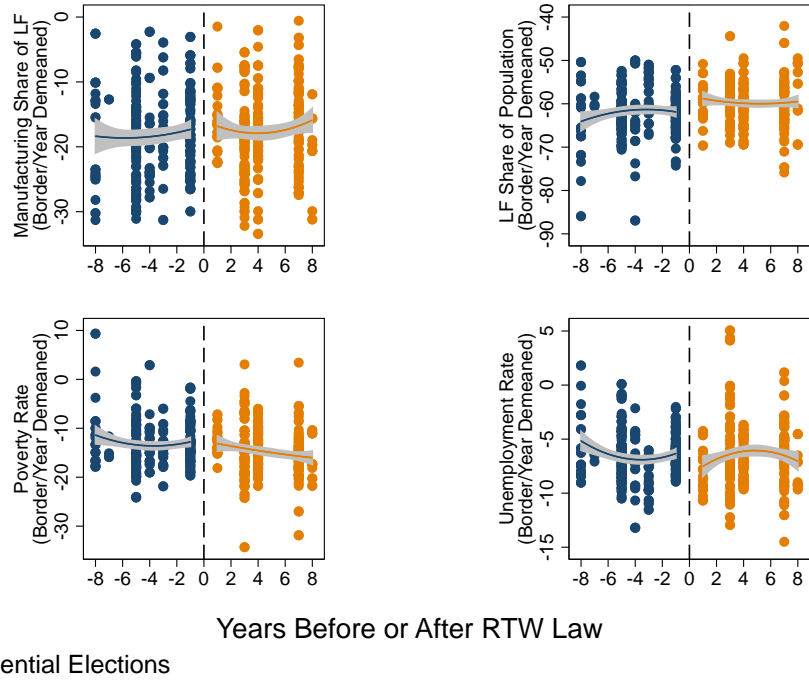 Manufacturing Share of LF
(Border/Year Demeaned)
0
-10
-20
-30
-8 -6 -4 -2 0 2 4 6 8
LF Share of Population
(Border/Year Demeaned)
-40
-50
-60
-70
-80
-90
-8 -6 -4 -2 0 2 4 6 8
Poverty Rate
(Border/Year Demeaned)
10
0
-10
-20
-30
-8 -6 -4 -2 0 2 4 6 8
Unemployment Rate
(Border/Year Demeaned)
5
0
-5
-10
-15
-8 -6 -4 -2 0 2 4 6 8
Years Before or After RTW Law
ential Elections